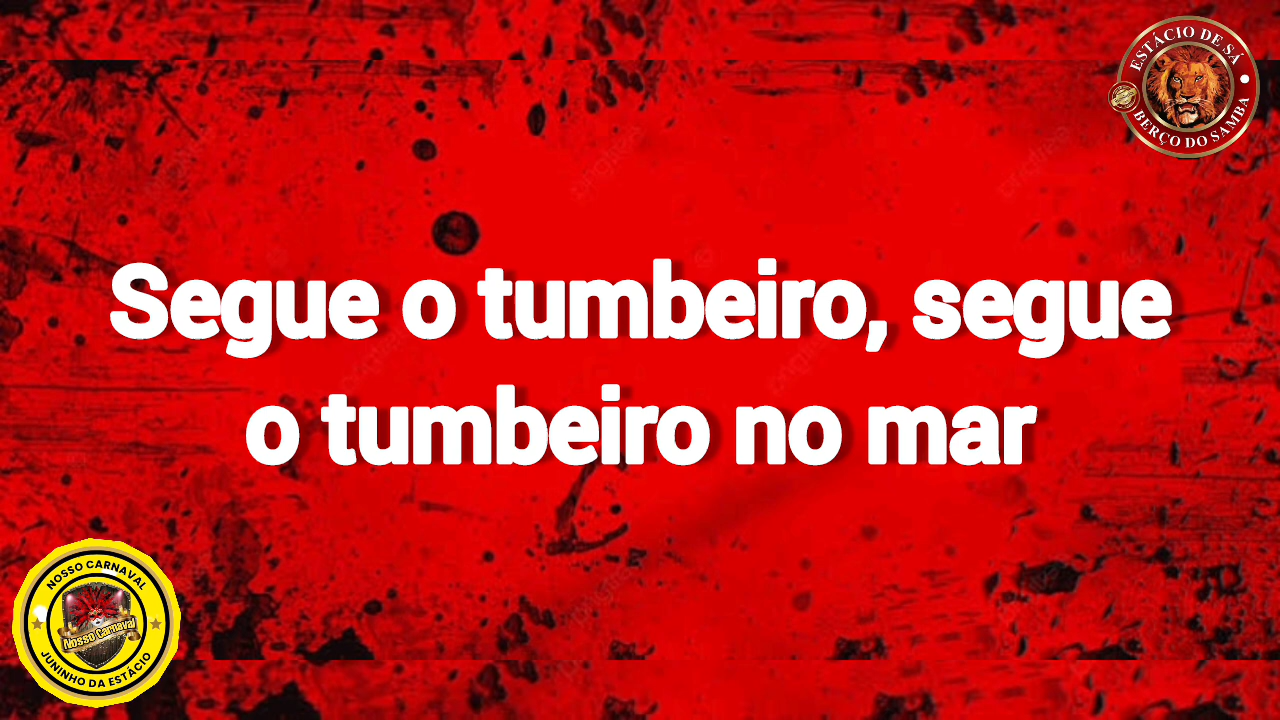 ESTÁCIO DE SÁ
BERÇO DO SAMBA
Segue o tumbeiro, segue
o tumbeiro no mar
NOSSO CARNAVAL
Nosso Carnaval
JUNINHO DA ESTÁCIO